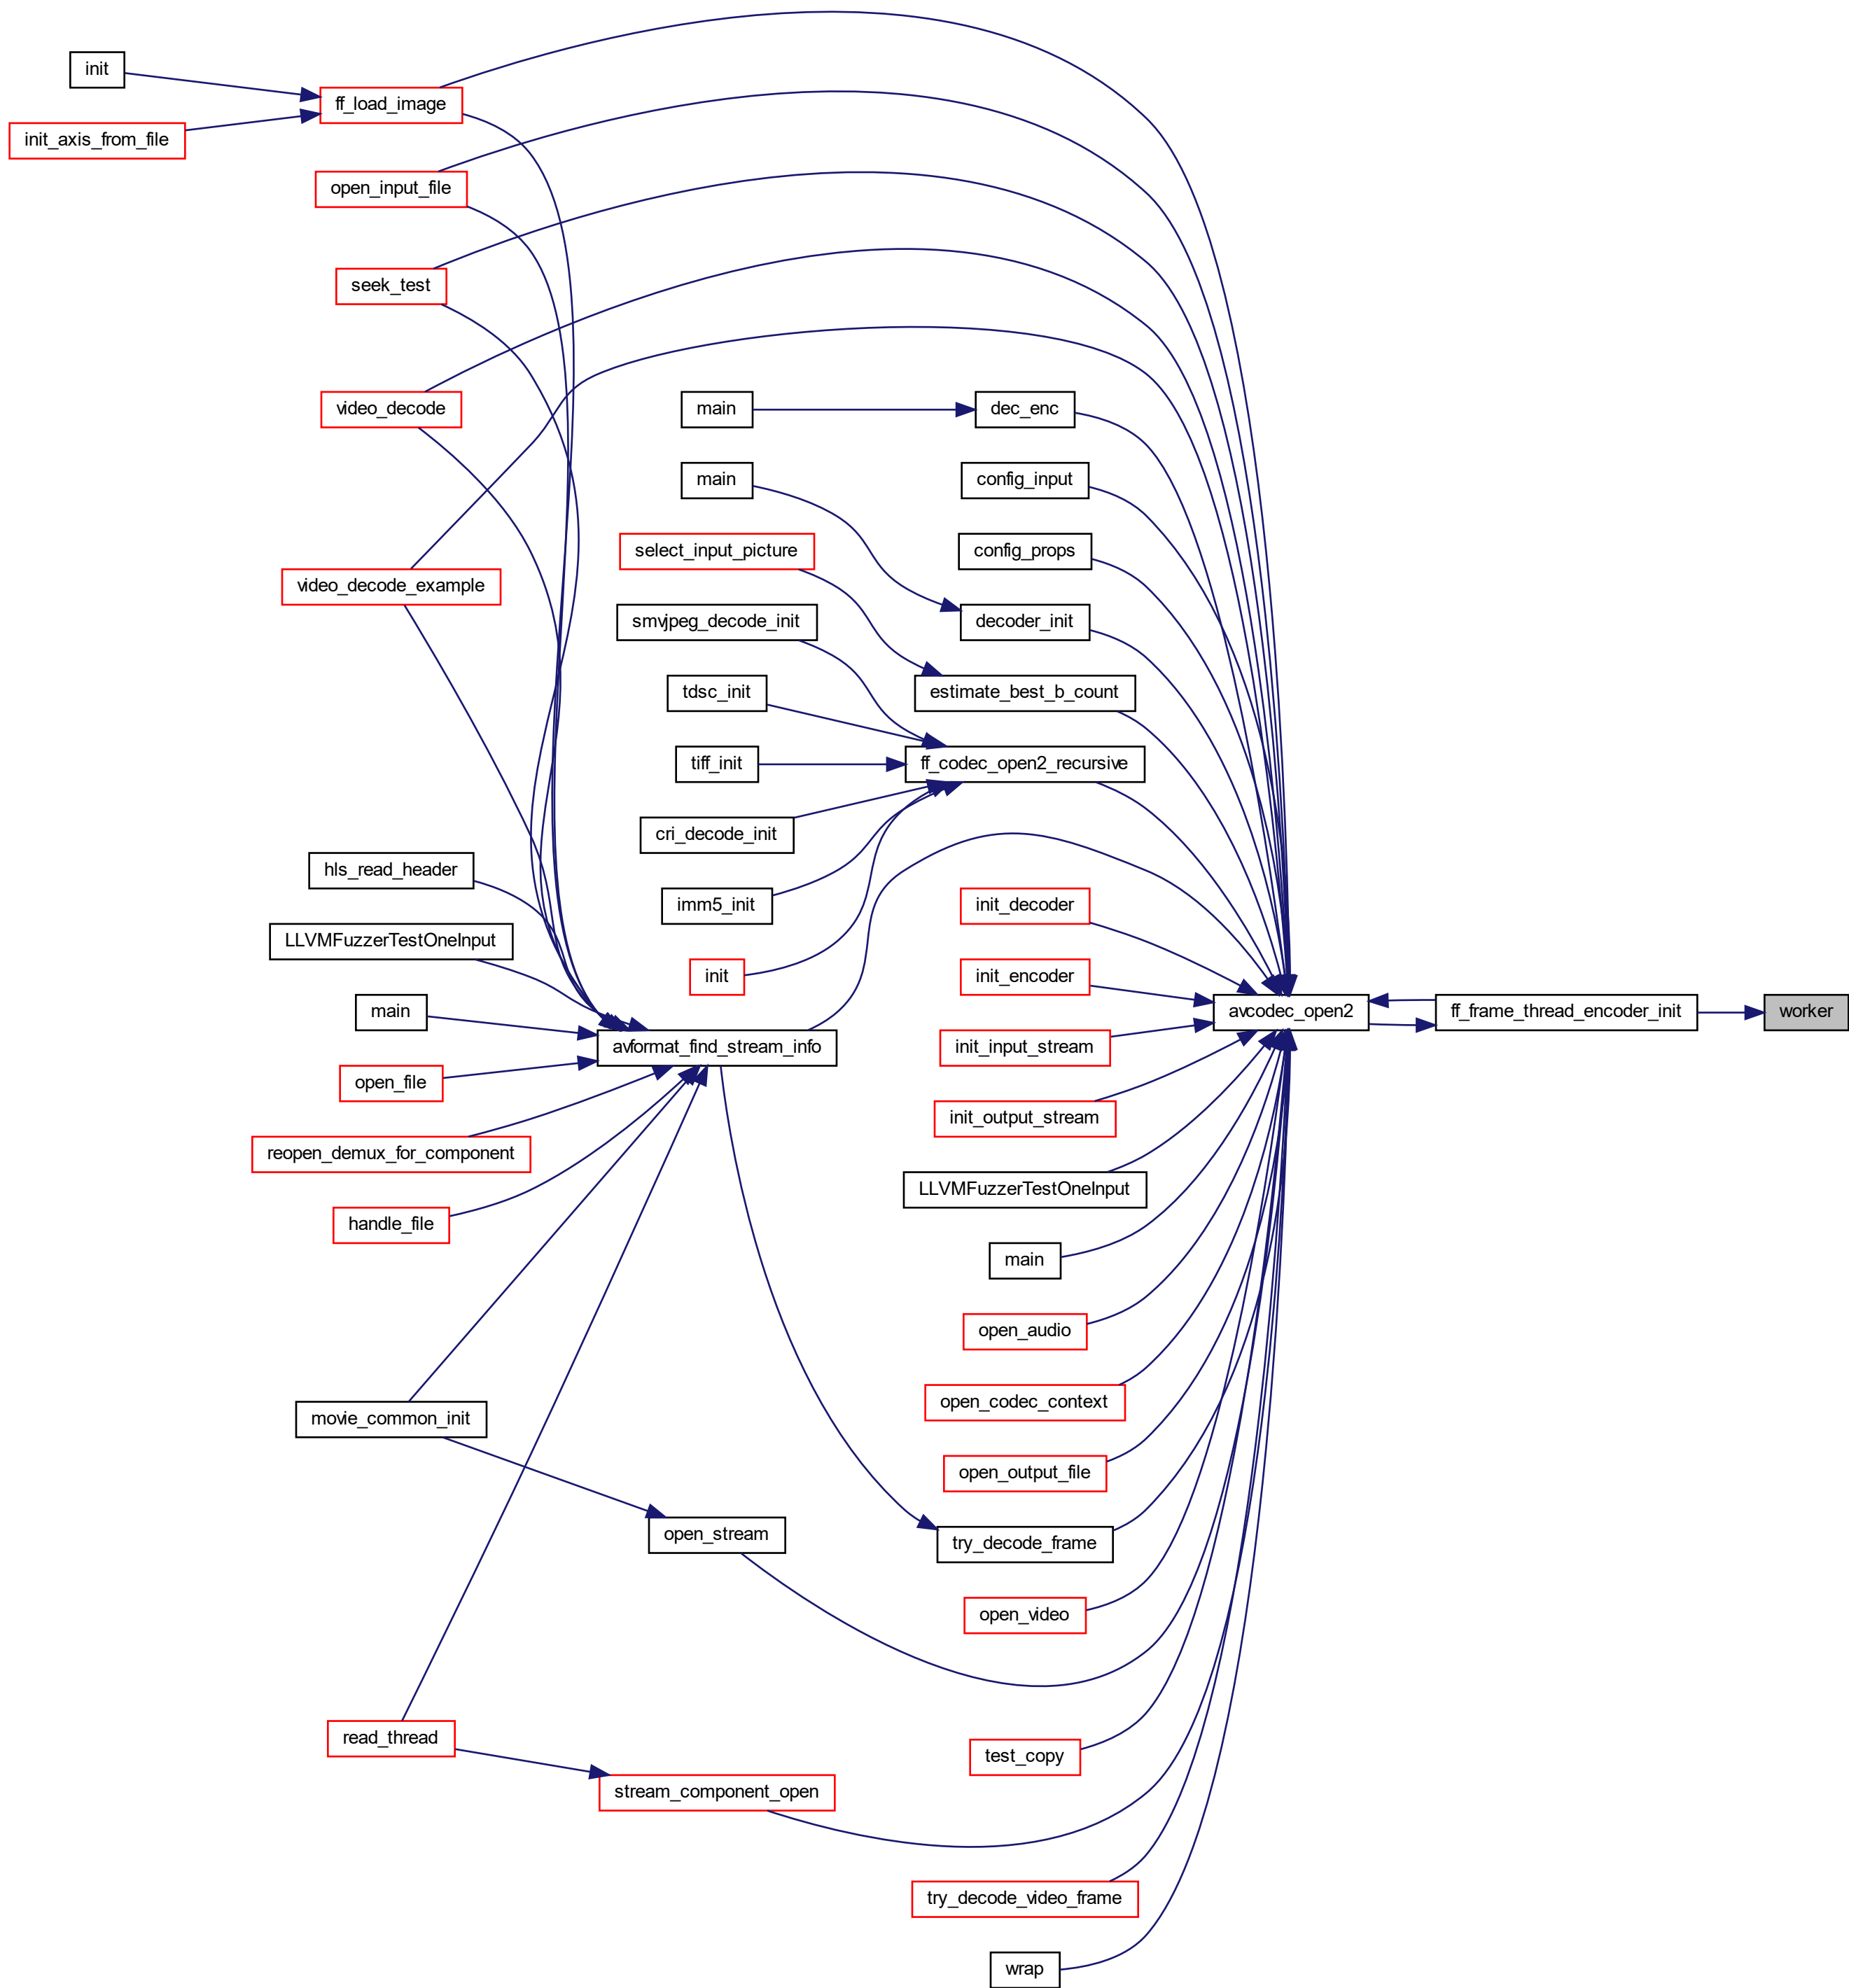 init
ff_load_image
init_axis_from_file
open_input_file
seek_test
video_decode
main
dec_enc
main
config_input
select_input_picture
config_props
video_decode_example
smvjpeg_decode_init
decoder_init
tdsc_init
estimate_best_b_count
tiff_init
ff_codec_open2_recursive
cri_decode_init
hls_read_header
imm5_init
init_decoder
LLVMFuzzerTestOneInput
init
init_encoder
main
avcodec_open2
ff_frame_thread_encoder_init
worker
avformat_find_stream_info
init_input_stream
open_file
init_output_stream
reopen_demux_for_component
LLVMFuzzerTestOneInput
handle_file
main
open_audio
open_codec_context
movie_common_init
open_output_file
open_stream
try_decode_frame
open_video
read_thread
test_copy
stream_component_open
try_decode_video_frame
wrap